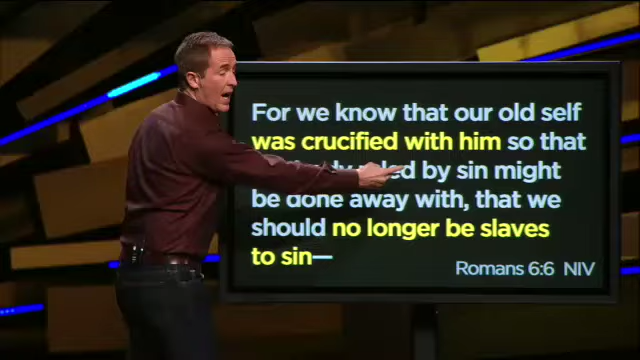 For we know that our old self
was crucified with him so that
by sin might
be done away with, that we
should no longer be slaves
to sin—
Romans 6:6 NIV